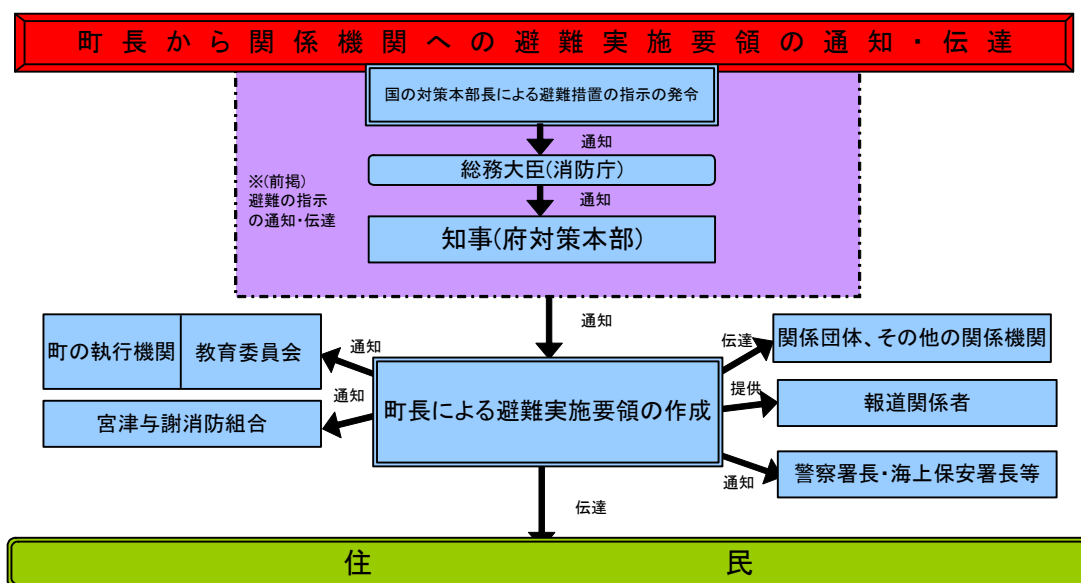 町長から関係機関への避難実施要領の通知・伝達
国の対策本部長による避難措置の指示の発令
通知
総務大臣(消防庁)
※(前掲)
避難の指示
の通知・伝達
通知
知事(府対策本部)
通知
町の執行機関
教育委員会
通知
伝達
関係団体、その他の関係機関
町長による避難実施要領の作成
通知
宮津与謝消防組合
提供
報道関係者
通知
警察署長・海上保安署長等
伝達
住民